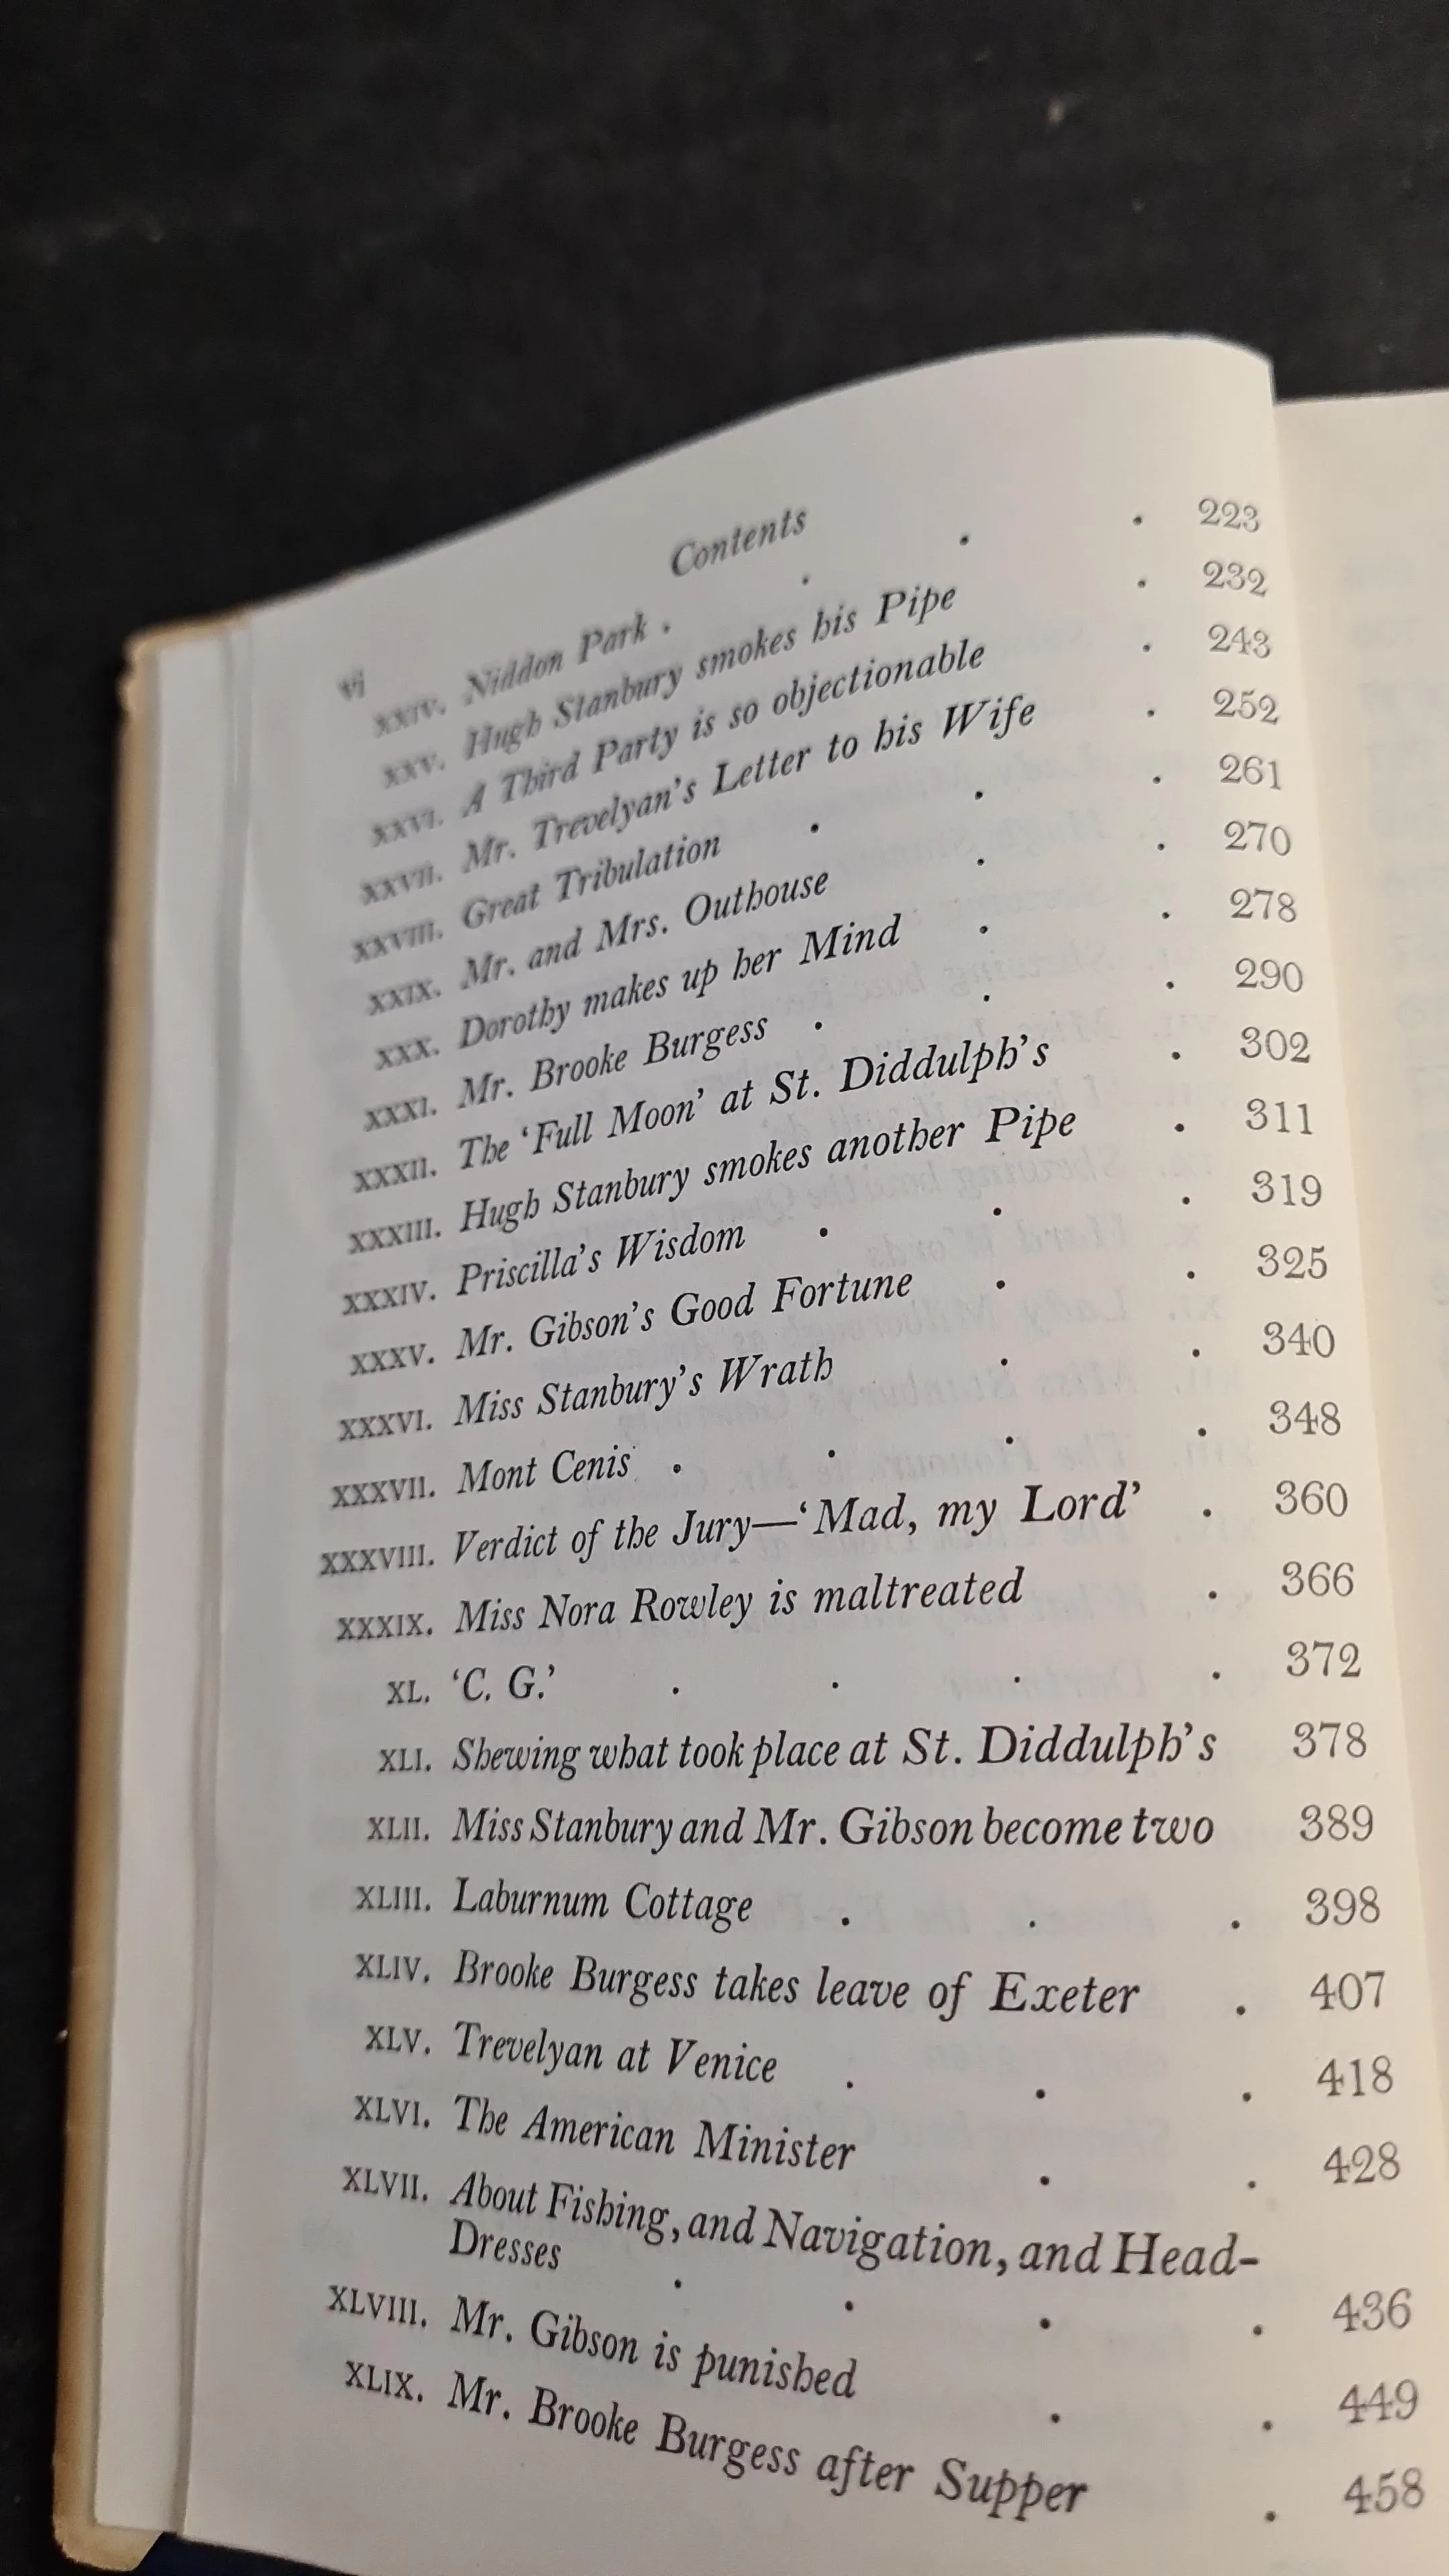 vi Contents
XXIV. Niddon Park . . . . 223
XXV. Hugh Stanbury smokes his Pipe . 232
XXVI. A Third Party is so objectionable . 243
XXVII. Mr. Trevelyan's Letter to his Wife . 252
XXVIII. Great Tribulation . . . 261
XXIX. Mr. and Mrs. Outhouse . . 270
XXX. Dorothy makes up her Mind . . 278
XXXI. Mr. Brooke Burgess . . . 290
XXXII. The ‘Full Moon’ at St. Diddulph's . 302
XXXIII. Hugh Stanbury smokes another Pipe . 311
XXXIV. Priscilla's Wisdom . . . 319
XXXV. Mr. Gibson's Good Fortune . . 325
XXXVI. Miss Stanbury's Wrath . . 340
XXXVII. Mont Cenis . . . . 348
XXXVIII. Verdict of the Jury—‘Mad, my Lord’ . 360
XXXIX. Miss Nora Rowley is maltreated . 366
XL. ‘C. G.’ . . . . 372
XLI. Shewing what took place at St. Diddulph's 378
XLII. Miss Stanbury and Mr. Gibson become two 389
XLIII. Laburnum Cottage . . . 398
XLIV. Brooke Burgess takes leave of Exeter . 407
XLV. Trevelyan at Venice . . . 418
XLVI. The American Minister . . 428
XLVII. About Fishing, and Navigation, and Head-
Dresses . . . . 436
XLVIII. Mr. Gibson is punished . . 449
XLIX. Mr. Brooke Burgess after Supper . 458